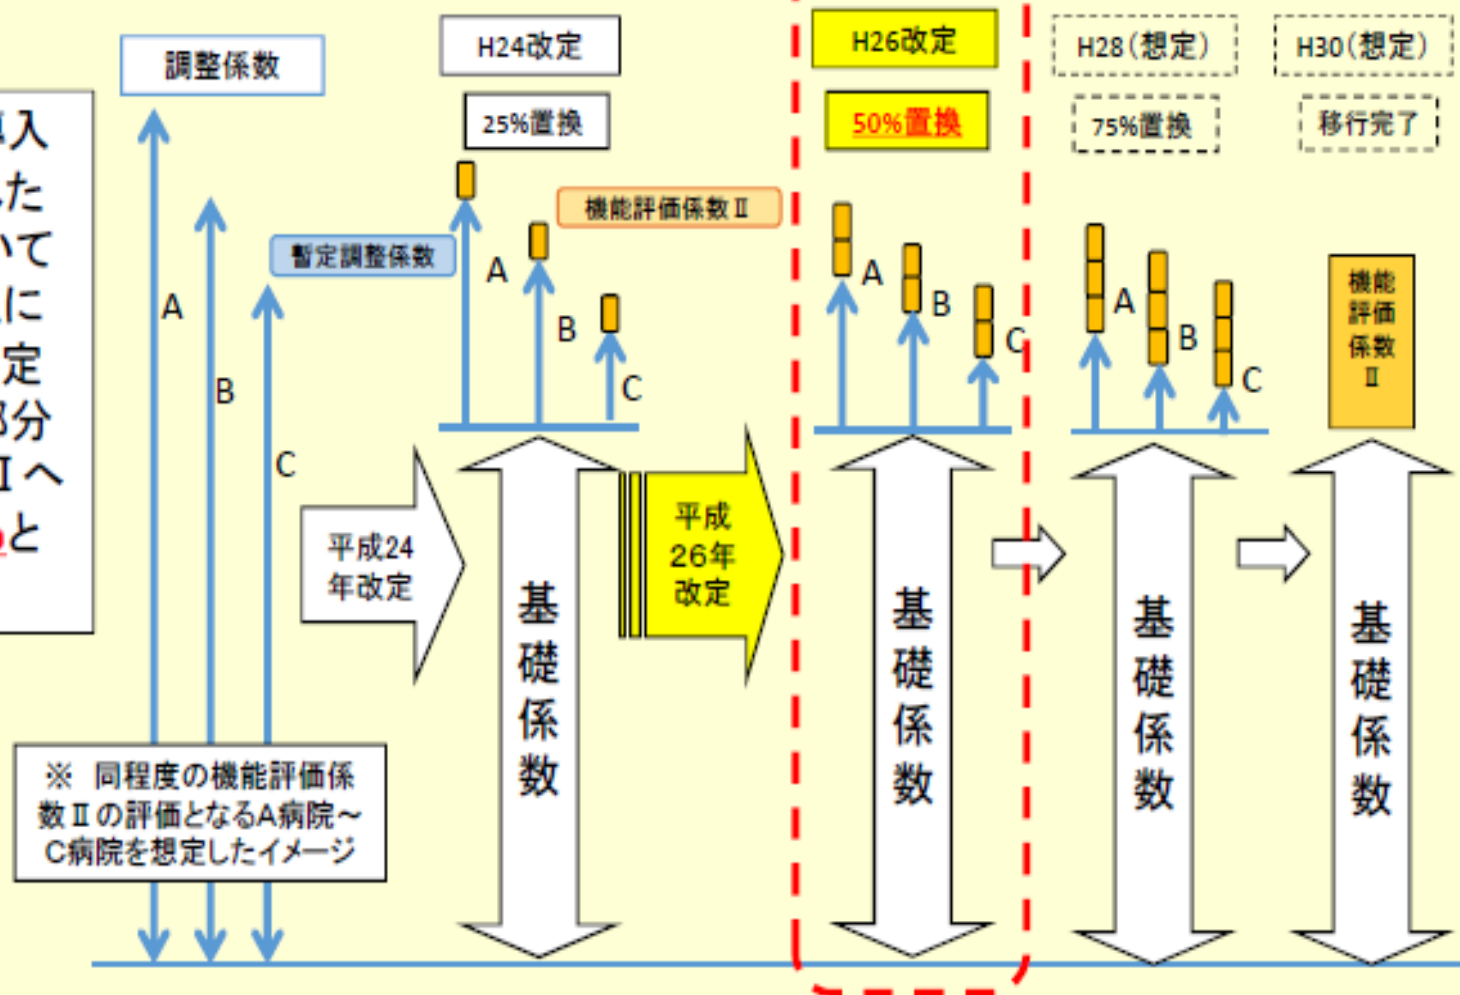 調整係数
H24改定
H26改定
H28(想定)
H30(想定)
25%置換
50%置換
75%置換
移行完了
機能評価係数Ⅱ
暫定調整係数
A
B
C
A
B
C
A
B
C
A
B
C
機能
評価
係数
Ⅱ
入
た
いて
に
定
部分
へ
と
平成24
年改定
平成
26年
改定
基礎係数
基礎係数
基礎係数
基礎係数
※ 同程度の機能評価係
数Ⅱの評価となるA病院～
C病院を想定したイメージ